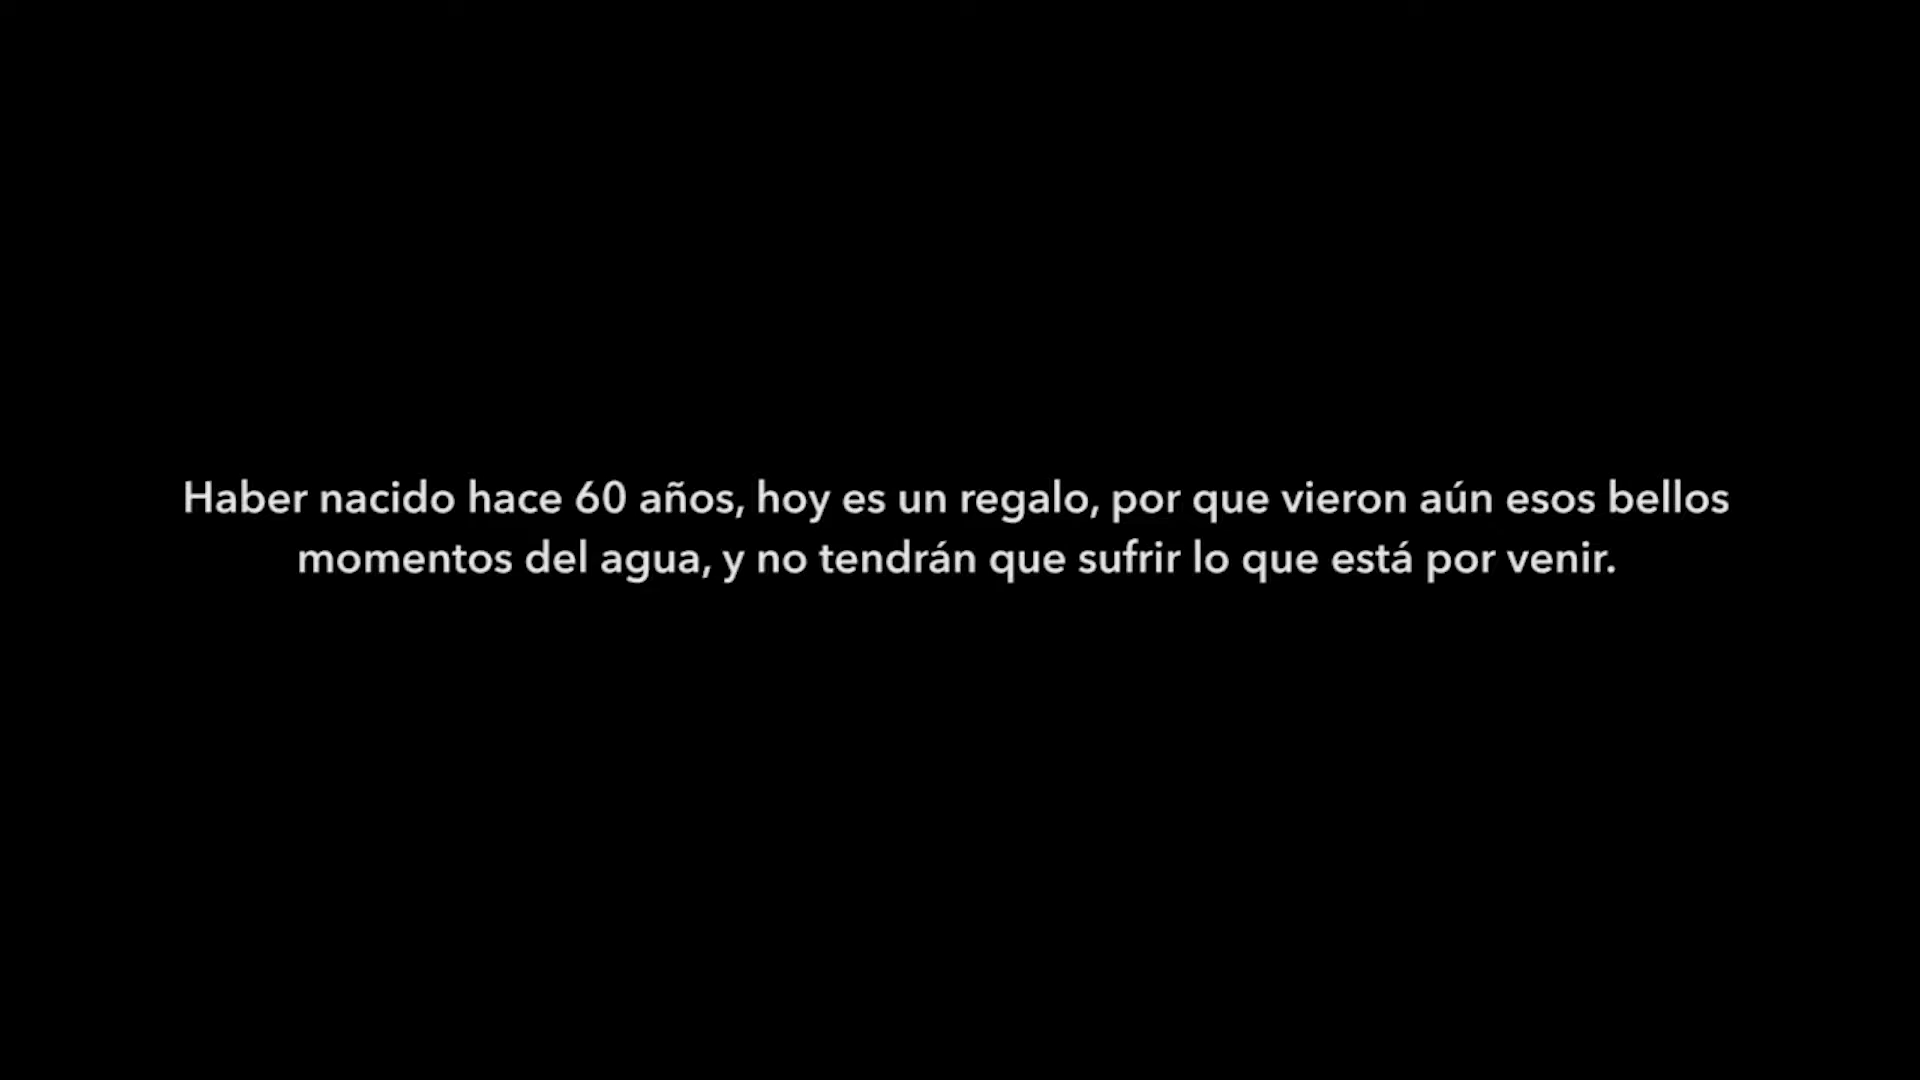 Haber nacido hace 60 años, hoy es un regalo, por que vieron aún esos bellos
momentos del agua, y no tendrán que sufrir lo que está por venir.